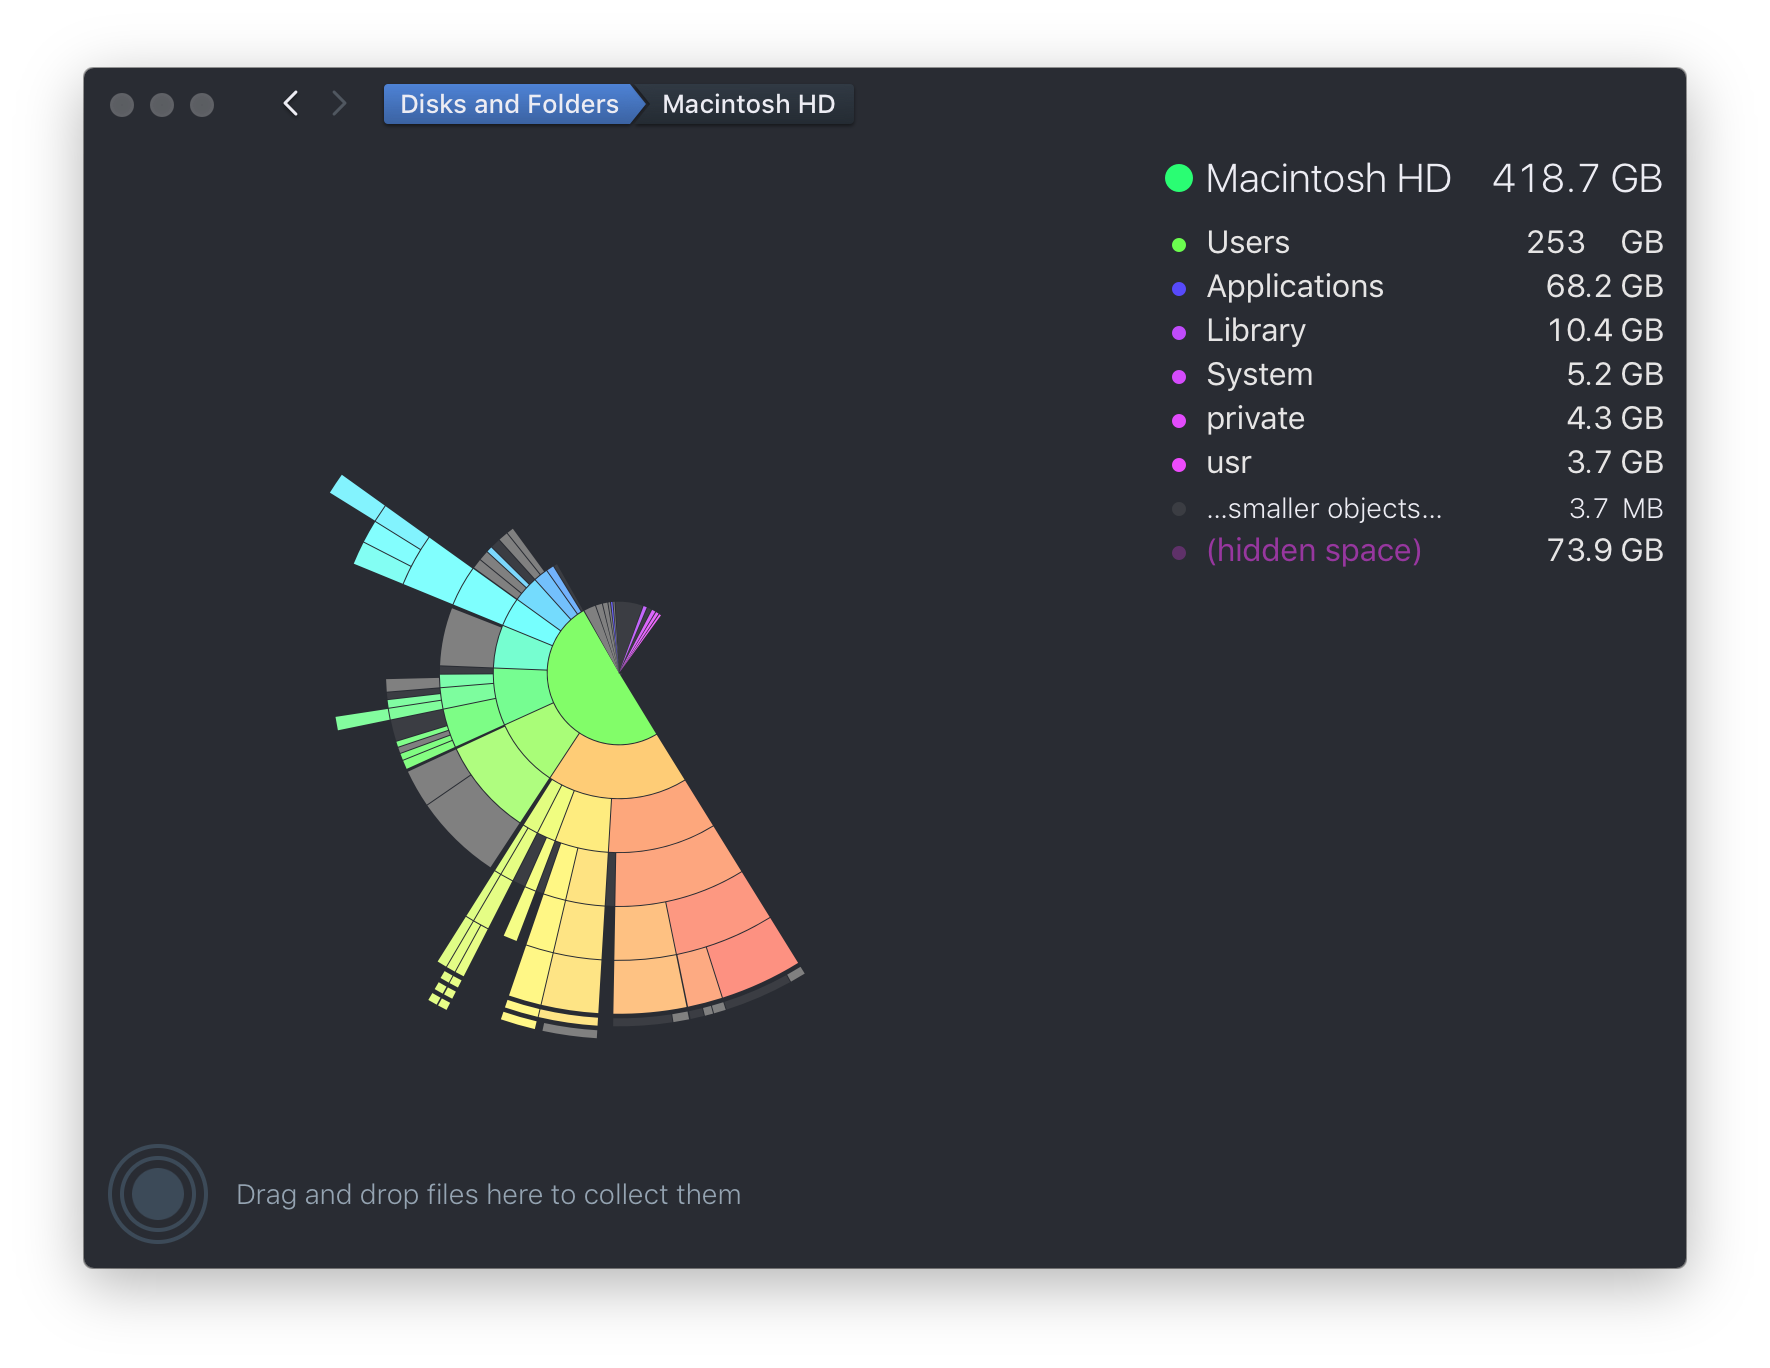 Disks and Folders Macintosh HD
Macintosh HD 418.7 GB
Users 253 GB
Applications 68.2 GB
Library 10.4 GB
System 5.2 GB
private 4.3 GB
usr 3.7 GB
...smaller objects... 3.7 MB
(hidden space) 73.9 GB
Drag and drop files here to collect them